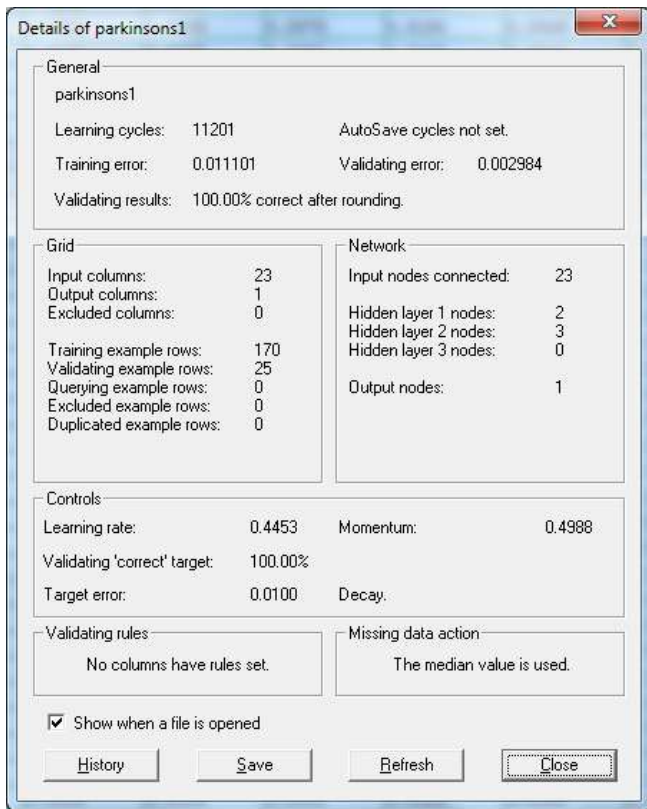 Details of parkinsons1
General
parkinsons1
Learning cycles: 11201 AutoSave cycles not set.
Training error: 0.011101 Validating error: 0.002984
Validating results: 100.00% correct after rounding.
Grid
Input columns: 23
Output columns: 1
Excluded columns: 0
Training example rows: 170
Validating example rows: 25
Querying example rows: 0
Excluded example rows: 0
Duplicated example rows: 0
Network
Input nodes connected: 23
Hidden layer 1 nodes: 2
Hidden layer 2 nodes: 3
Hidden layer 3 nodes: 0
Output nodes: 1
Controls
Learning rate: 0.4453 Momentum: 0.4988
Validating 'correct' target: 100.00%
Target error: 0.0100 Decay.
Validating rules
No columns have rules set.
Missing data action
The median value is used.
Show when a file is opened
History Save Refresh Close